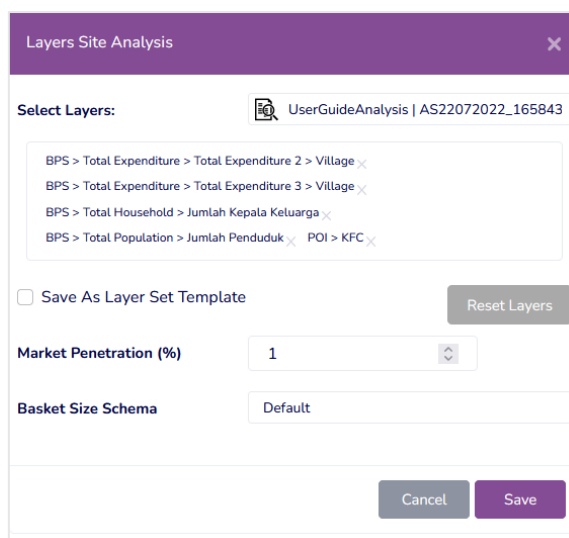 Layers Site Analysis ×
Select Layers: UserGuideAnalysis | AS22072022_165843
BPS > Total Expenditure > Total Expenditure 2 > Village ×
BPS > Total Expenditure > Total Expenditure 3 > Village ×
BPS > Total Household > Jumlah Kepala Keluarga ×
BPS > Total Population > Jumlah Penduduk × POI > KFC ×
Save As Layer Set Template
Reset Layers
Market Penetration (%) 1
Basket Size Schema Default
Cancel Save